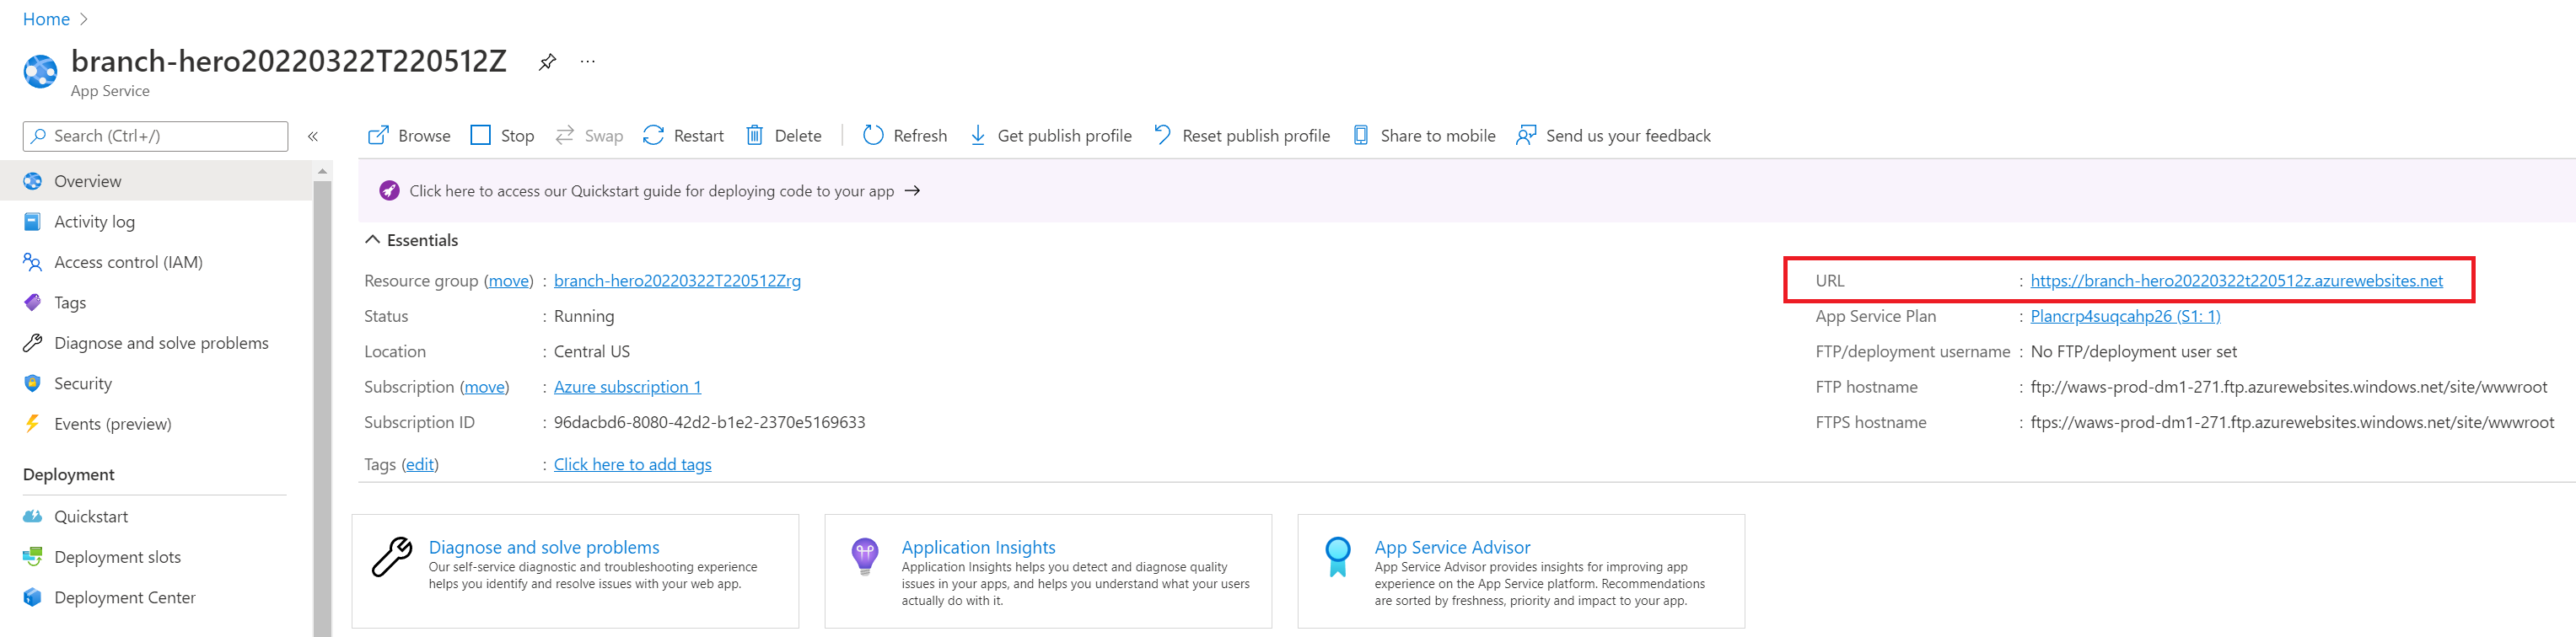 Home
branch-hero20220322T220512Z
App Service
Search (Ctrl+/)
Browse
Stop
Swap
Restart
Delete
Refresh
Get publish profile
Reset publish profile
Share to mobile
Send us your feedback
Overview
Activity log
Access control (IAM)
Tags
Diagnose and solve problems
Security
Events (preview)
Deployment
Quickstart
Deployment slots
Deployment Center
Click here to access our Quickstart guide for deploying code to your app →
Essentials
Resource group (move) : branch-hero20220322T220512Zrg
Status : Running
Location : Central US
Subscription (move) : Azure subscription 1
Subscription ID : 96dacbd6-8080-42d2-b1e2-2370e5169633
Tags (edit) : Click here to add tags
URL : https://branch-hero20220322t220512z.azurewebsites.net
App Service Plan : Plancrp4suqcahp26 (S1: 1)
FTP/deployment username : No FTP/deployment user set
FTP hostname : ftp://waws-prod-dm1-271.ftp.azurewebsites.windows.net/site/wwwroot
FTPS hostname : ftps://waws-prod-dm1-271.ftp.azurewebsites.windows.net/site/wwwroot
Diagnose and solve problems
Our self-service diagnostic and troubleshooting experience
helps you identify and resolve issues with your web app.
Application Insights
Application Insights helps you detect and diagnose quality
issues in your apps, and helps you understand what your users
actually do with it.
App Service Advisor
App Service Advisor provides insights for improving app
experience on the App Service platform. Recommendations
are sorted by freshness, priority and impact to your app.